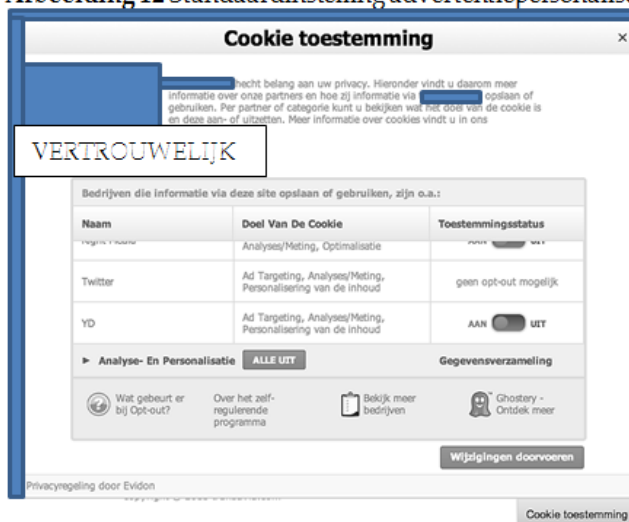 Afbeelding 12 Standaardinstelling advertentiepersonalis
Cookie toestemming
×
hecht belang aan uw privacy. Hieronder vindt u daarom meer
informatie over onze partners en hoe zij informatie via opslaan of
gebruiken. Per partner of categorie kunt u bekijken wat het doel van de cookie is
en deze aan- of uitzetten. Meer informatie over cookies vindt u in ons
VERTROUWELIJK
Bedrijven die informatie via deze site opslaan of gebruiken, zijn o.a.:
Naam Doel Van De Cookie Toestemmingsstatus
Analyses/Meting, Optimalisatie AAN UIT
Twitter Ad Targeting, Analyses/Meting, Personalisering van de inhoud geen opt-out mogelijk
YD Ad Targeting, Analyses/Meting, Personalisering van de inhoud AAN UIT
► Analyse- En Personalisatie ALLE UIT Gegevensverzameling
Wat gebeurt er bij Opt-out?
Over het zelf-regulerende programma
Bekijk meer bedrijven
Ghostery - Ontdek meer
Wijzigingen doorvoeren
Privacyregeling door Evidon
Cookie toestemming